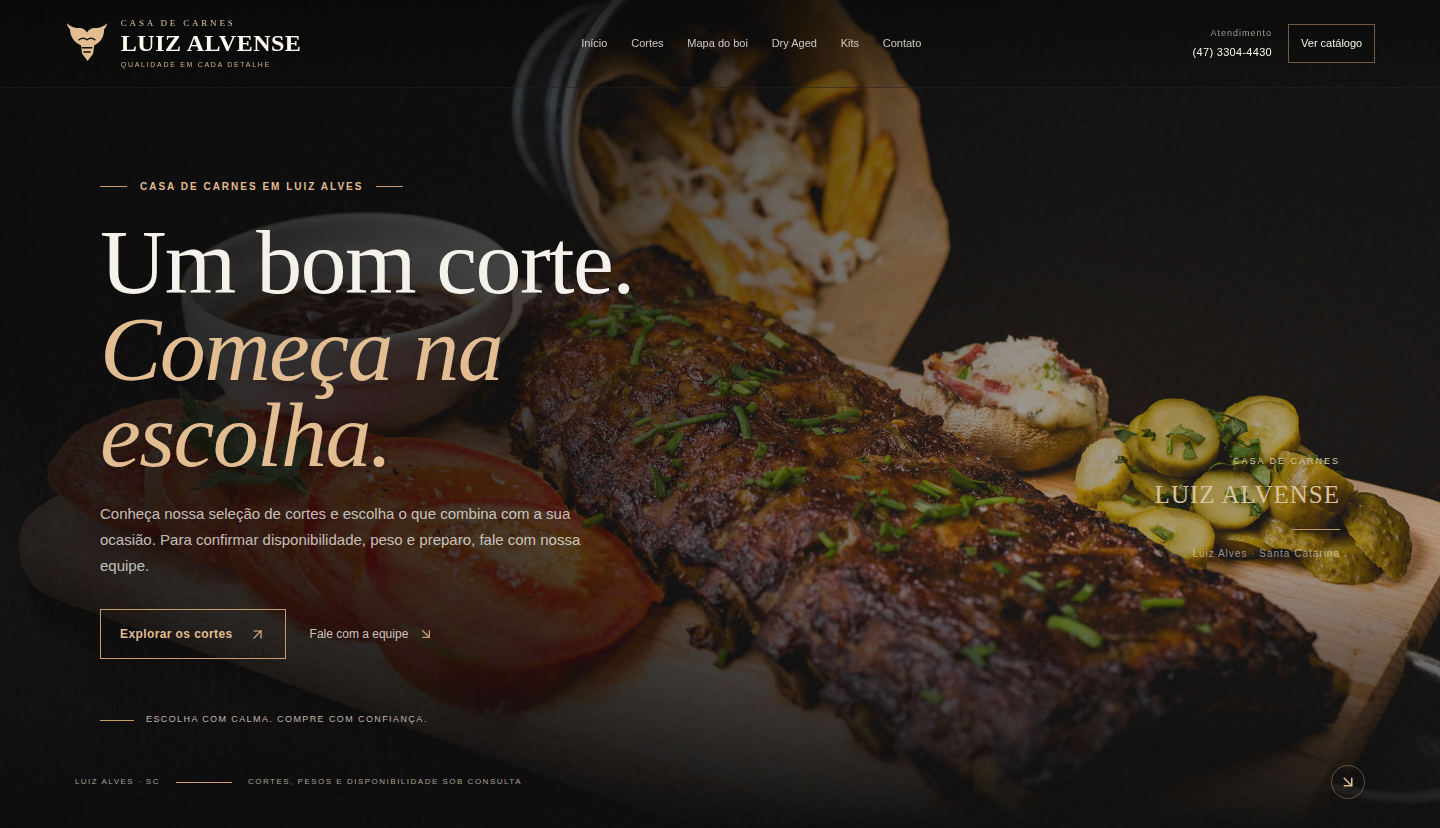 CASA DE CARNES
LUIZ ALVENSE
QUALIDADE EM CADA DETALHE
Início Cortes Mapa do boi Dry Aged Kits Contato
Atendimento
(47) 3304-4430
Ver catálogo
CASA DE CARNES EM LUIZ ALVES
Um bom corte.
Começa na
escolha.
Conheça nossa seleção de cortes e escolha o que combina com a sua
ocasião. Para confirmar disponibilidade, peso e preparo, fale com nossa
equipe.
Explorar os cortes
Fale com a equipe
ESCOLHA COM CALMA. COMPRE COM CONFIANÇA.
CASA DE CARNES
LUIZ ALVENSE
Luiz Alves · Santa Catarina
LUIZ ALVES · SC
CORTES, PESOS E DISPONIBILIDADE SOB CONSULTA